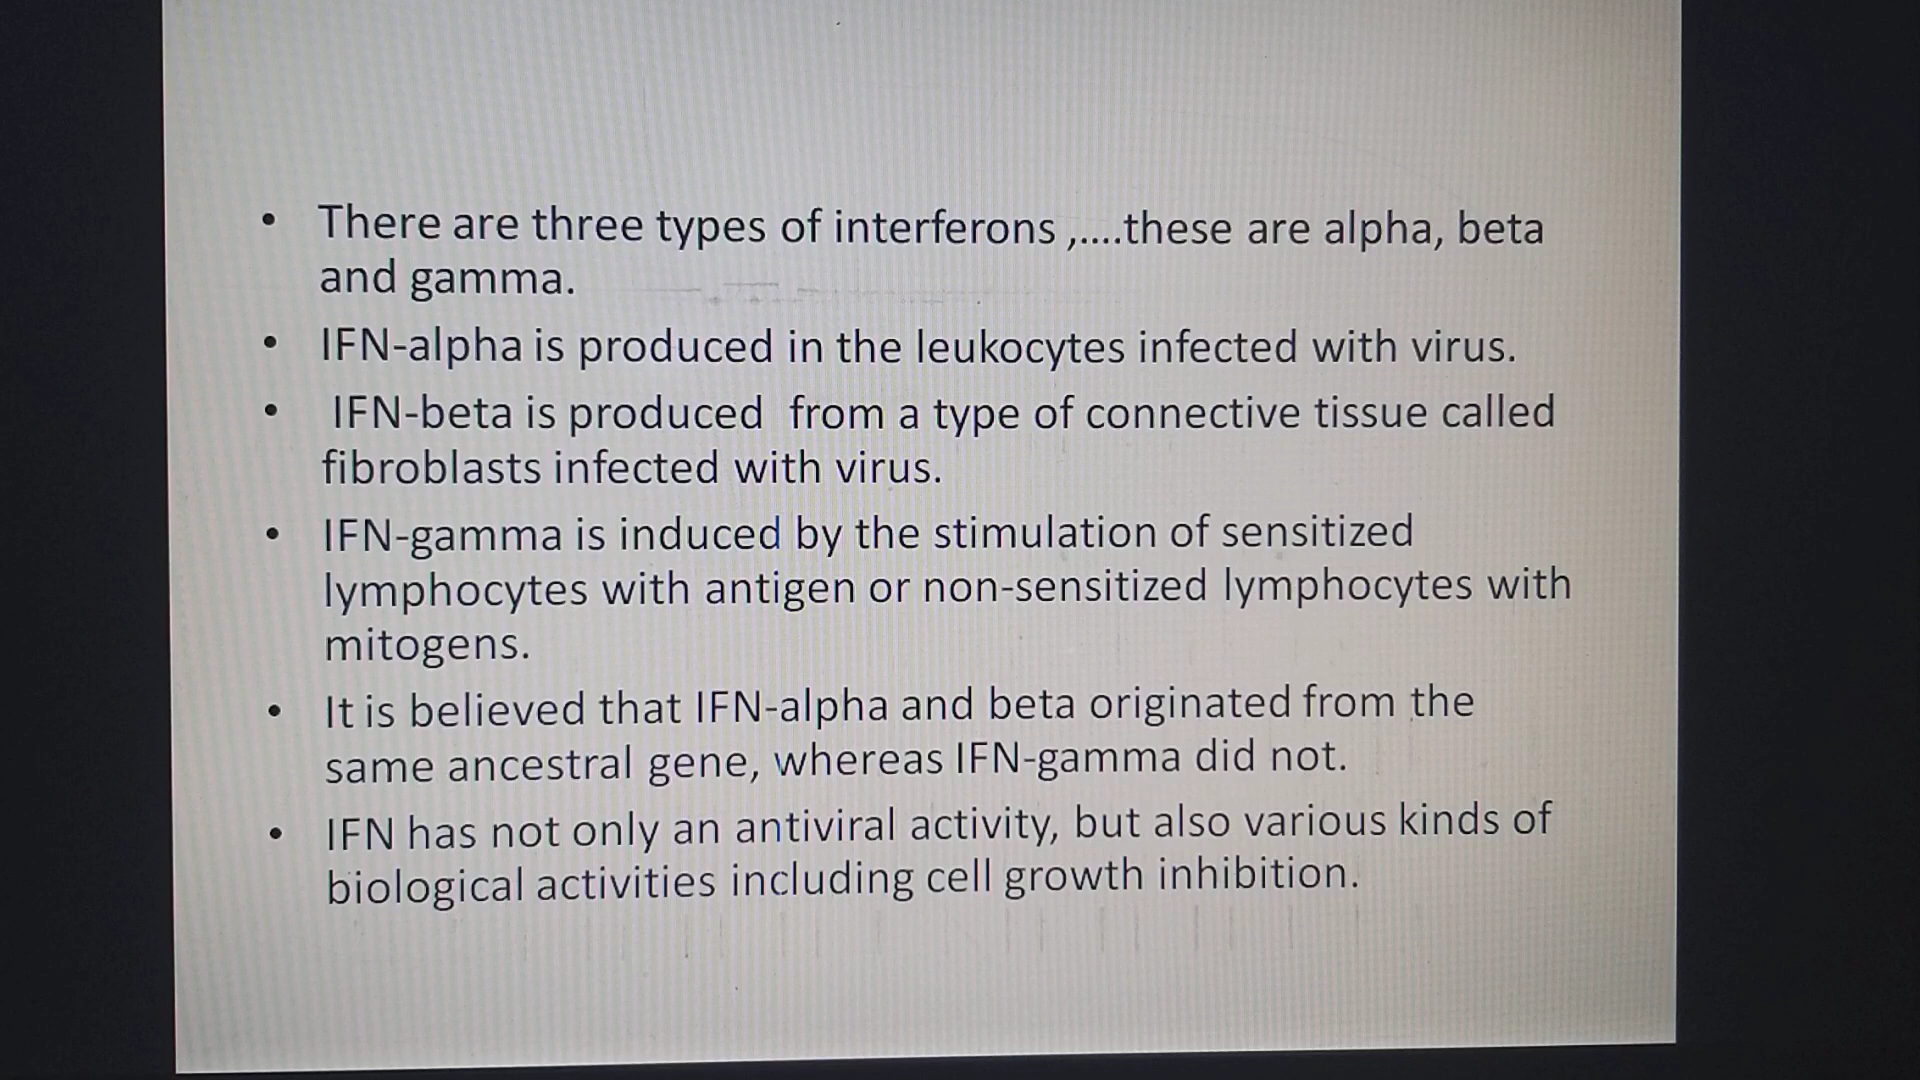 • There are three types of interferons ,....these are alpha, beta
and gamma.
• IFN-alpha is produced in the leukocytes infected with virus.
• IFN-beta is produced  from a type of connective tissue called
fibroblasts infected with virus.
• IFN-gamma is induced by the stimulation of sensitized
lymphocytes with antigen or non-sensitized lymphocytes with
mitogens.
• It is believed that IFN-alpha and beta originated from the
same ancestral gene, whereas IFN-gamma did not.
• IFN has not only an antiviral activity, but also various kinds of
biological activities including cell growth inhibition.